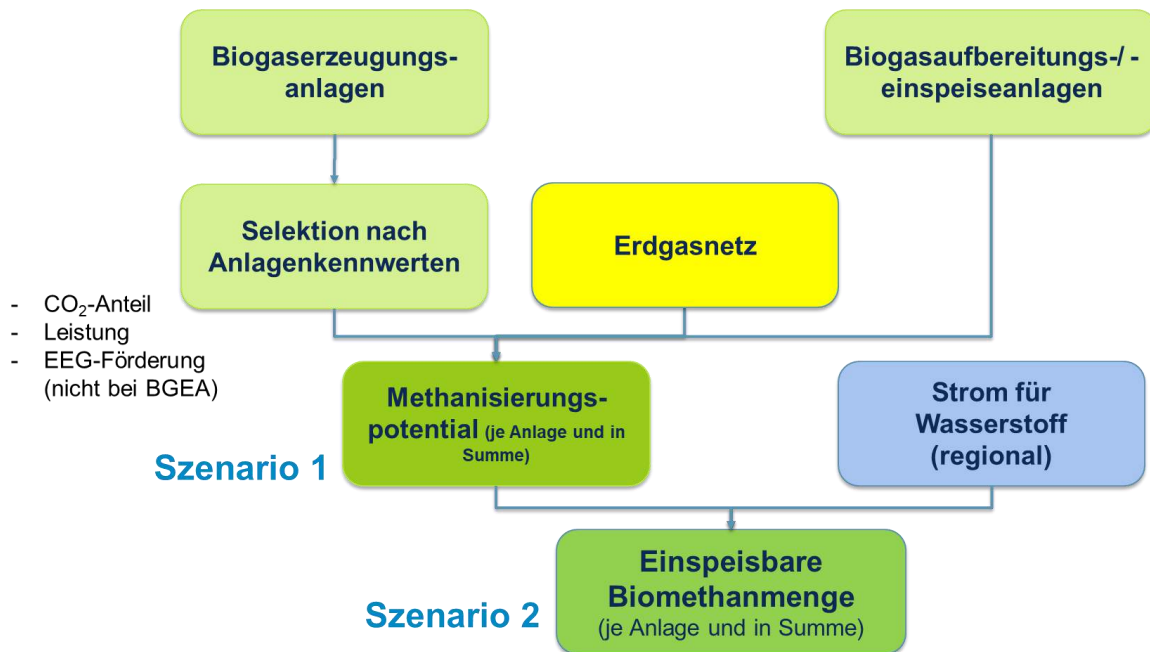 Biogaserzeugungs-
anlagen
Biogasaufbereitungs-/ -
einspeiseanlagen
Selektion nach
Anlagenkennwerten
Erdgasnetz
- CO₂-Anteil
- Leistung
- EEG-Förderung
(nicht bei BGEA)
Methanisierungs-
potential (je Anlage und in
Summe)
Strom für
Wasserstoff
(regional)
Szenario 1
Einspeisbare
Biomethanmenge
(je Anlage und in Summe)
Szenario 2